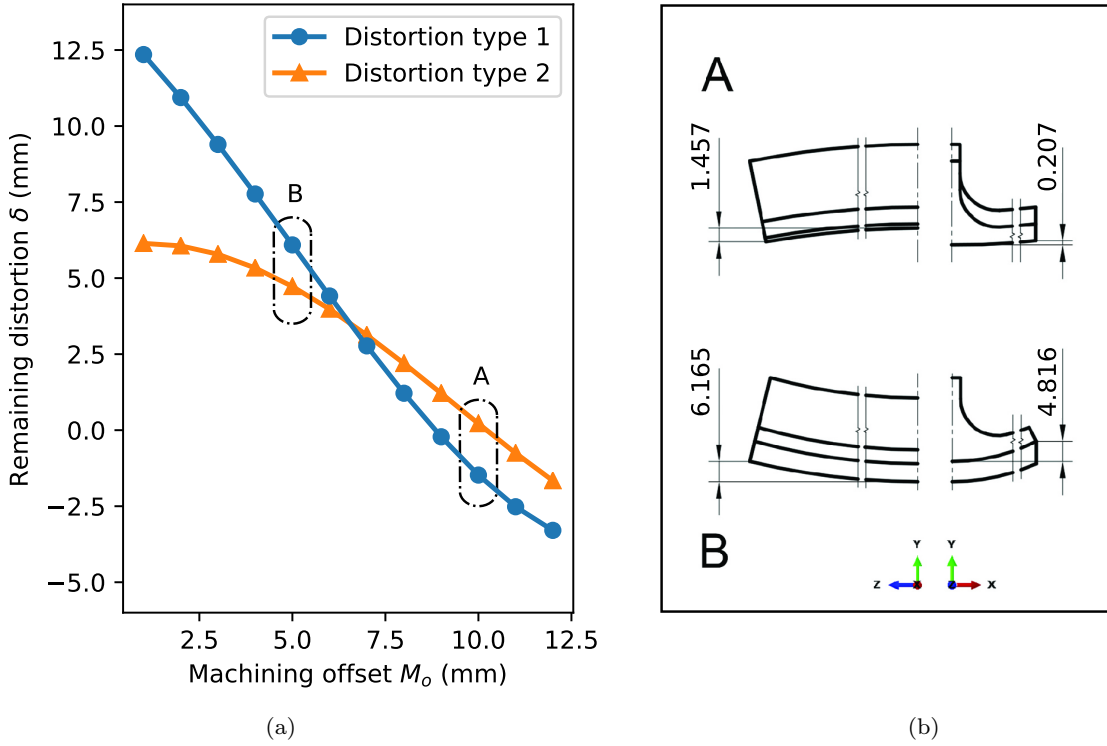 Distortion type 1
Distortion type 2
12.5
10.0
7.5
5.0
2.5
0.0
−2.5
−5.0
Remaining distortion δ (mm)
B
A
2.5
5.0
7.5
10.0
12.5
Machining offset Mₒ (mm)
(a)
A
1.457
0.207
6.165
4.816
B
Y
Y
Z
X
(b)